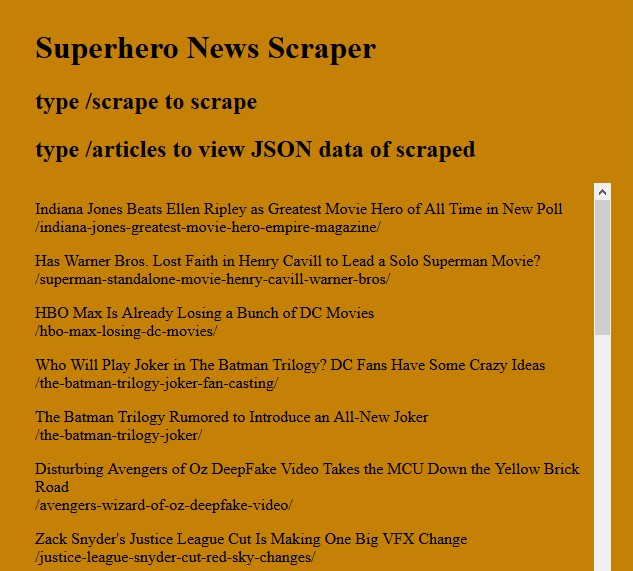 Superhero News Scraper
type /scrape to scrape
type /articles to view JSON data of scraped
Indiana Jones Beats Ellen Ripley as Greatest Movie Hero of All Time in New Poll
/indiana-jones-greatest-movie-hero-empire-magazine/
Has Warner Bros. Lost Faith in Henry Cavill to Lead a Solo Superman Movie?
/superman-standalone-movie-henry-cavill-warner-bros/
HBO Max Is Already Losing a Bunch of DC Movies
/hbo-max-losing-dc-movies/
Who Will Play Joker in The Batman Trilogy? DC Fans Have Some Crazy Ideas
/the-batman-trilogy-joker-fan-casting/
The Batman Trilogy Rumored to Introduce an All-New Joker
/the-batman-trilogy-joker/
Disturbing Avengers of Oz DeepFake Video Takes the MCU Down the Yellow Brick
Road
/avengers-wizard-of-oz-deepfake-video/
Zack Snyder's Justice League Cut Is Making One Big VFX Change
/justice-league-snyder-cut-red-sky-changes/